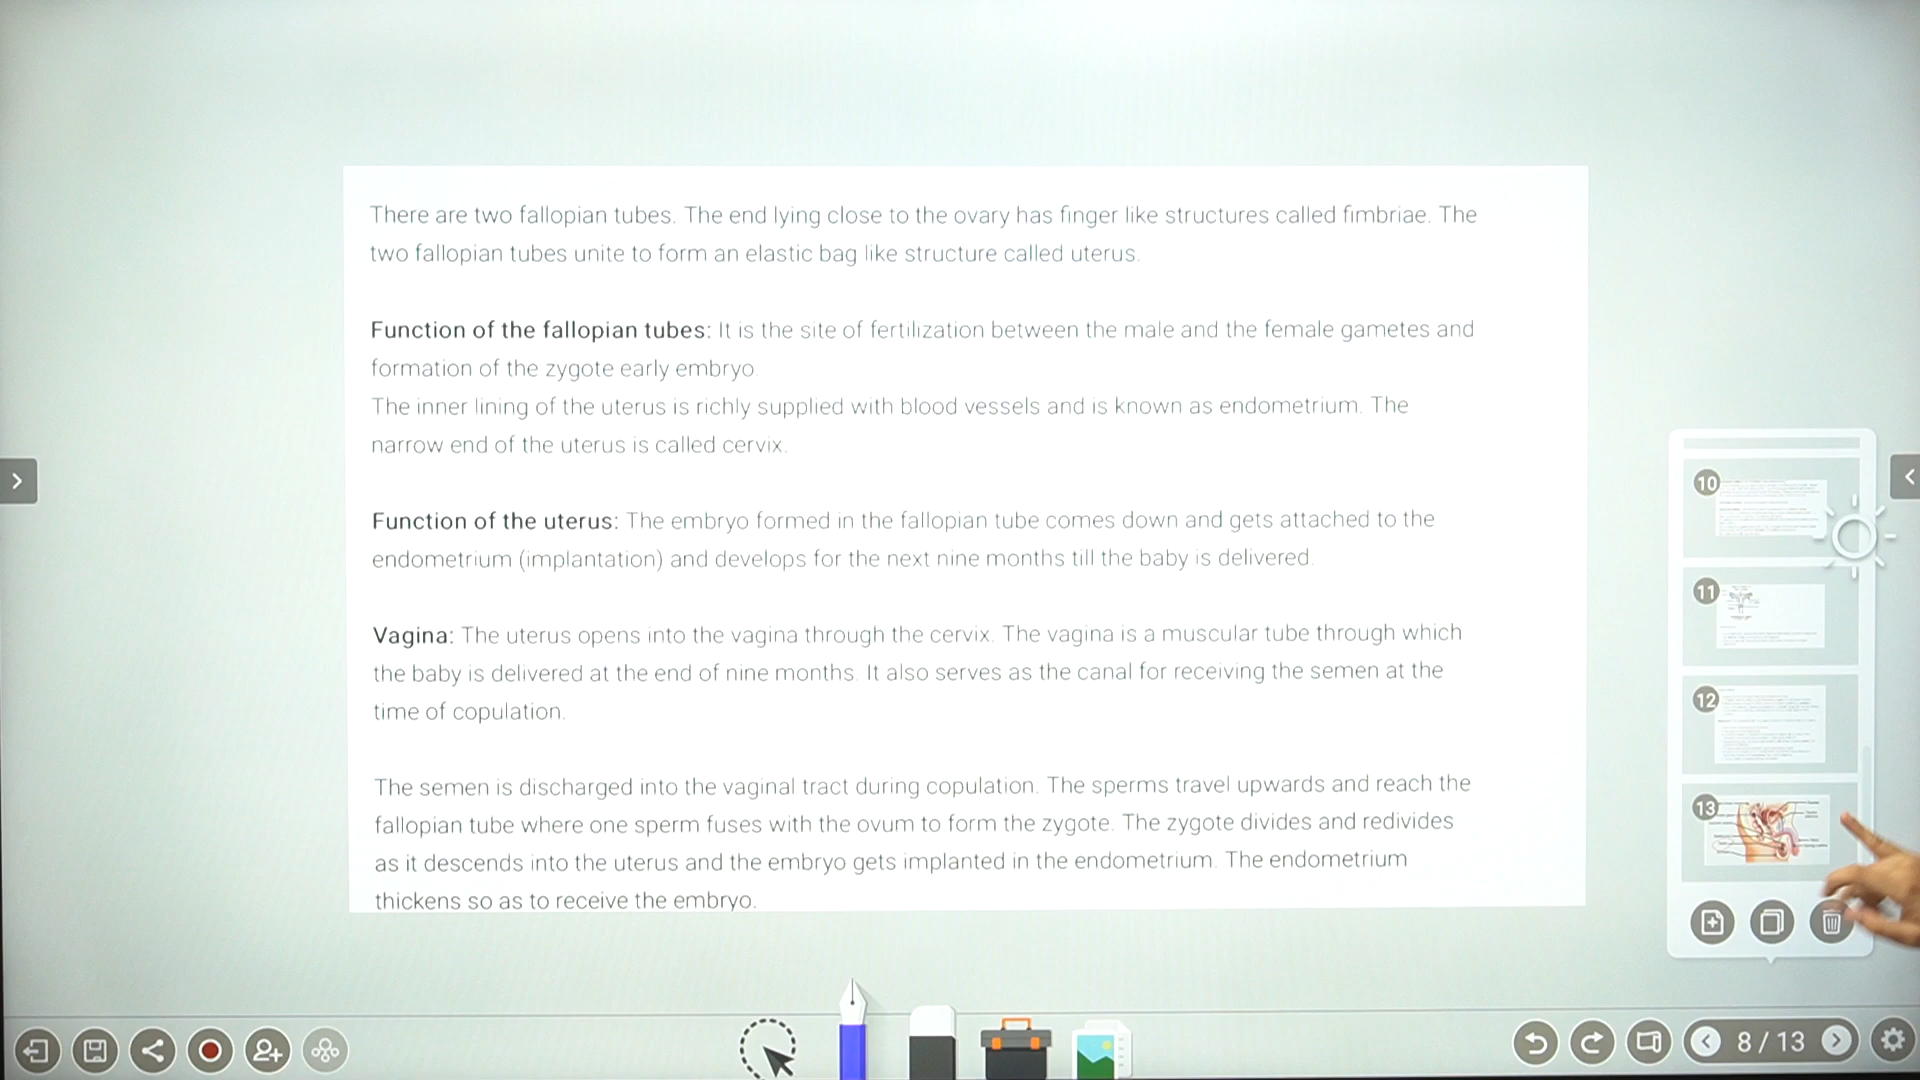 There are two fallopian tubes. The end lying close to the ovary has finger like structures called fimbriae. The
two fallopian tubes unite to form an elastic bag like structure called uterus.
Function of the fallopian tubes: It is the site of fertilization between the male and the female gametes and
formation of the zygote early embryo.
The inner lining of the uterus is richly supplied with blood vessels and is known as endometrium. The
narrow end of the uterus is called cervix.
Function of the uterus: The embryo formed in the fallopian tube comes down and gets attached to the
endometrium (implantation) and develops for the next nine months till the baby is delivered.
Vagina: The uterus opens into the vagina through the cervix. The vagina is a muscular tube through which
the baby is delivered at the end of nine months. It also serves as the canal for receiving the semen at the
time of copulation.
The semen is discharged into the vaginal tract during copulation. The sperms travel upwards and reach the
fallopian tube where one sperm fuses with the ovum to form the zygote. The zygote divides and redivides
as it descends into the uterus and the embryo gets implanted in the endometrium. The endometrium
thickens so as to receive the embryo.
10
11
12
13
8 / 13